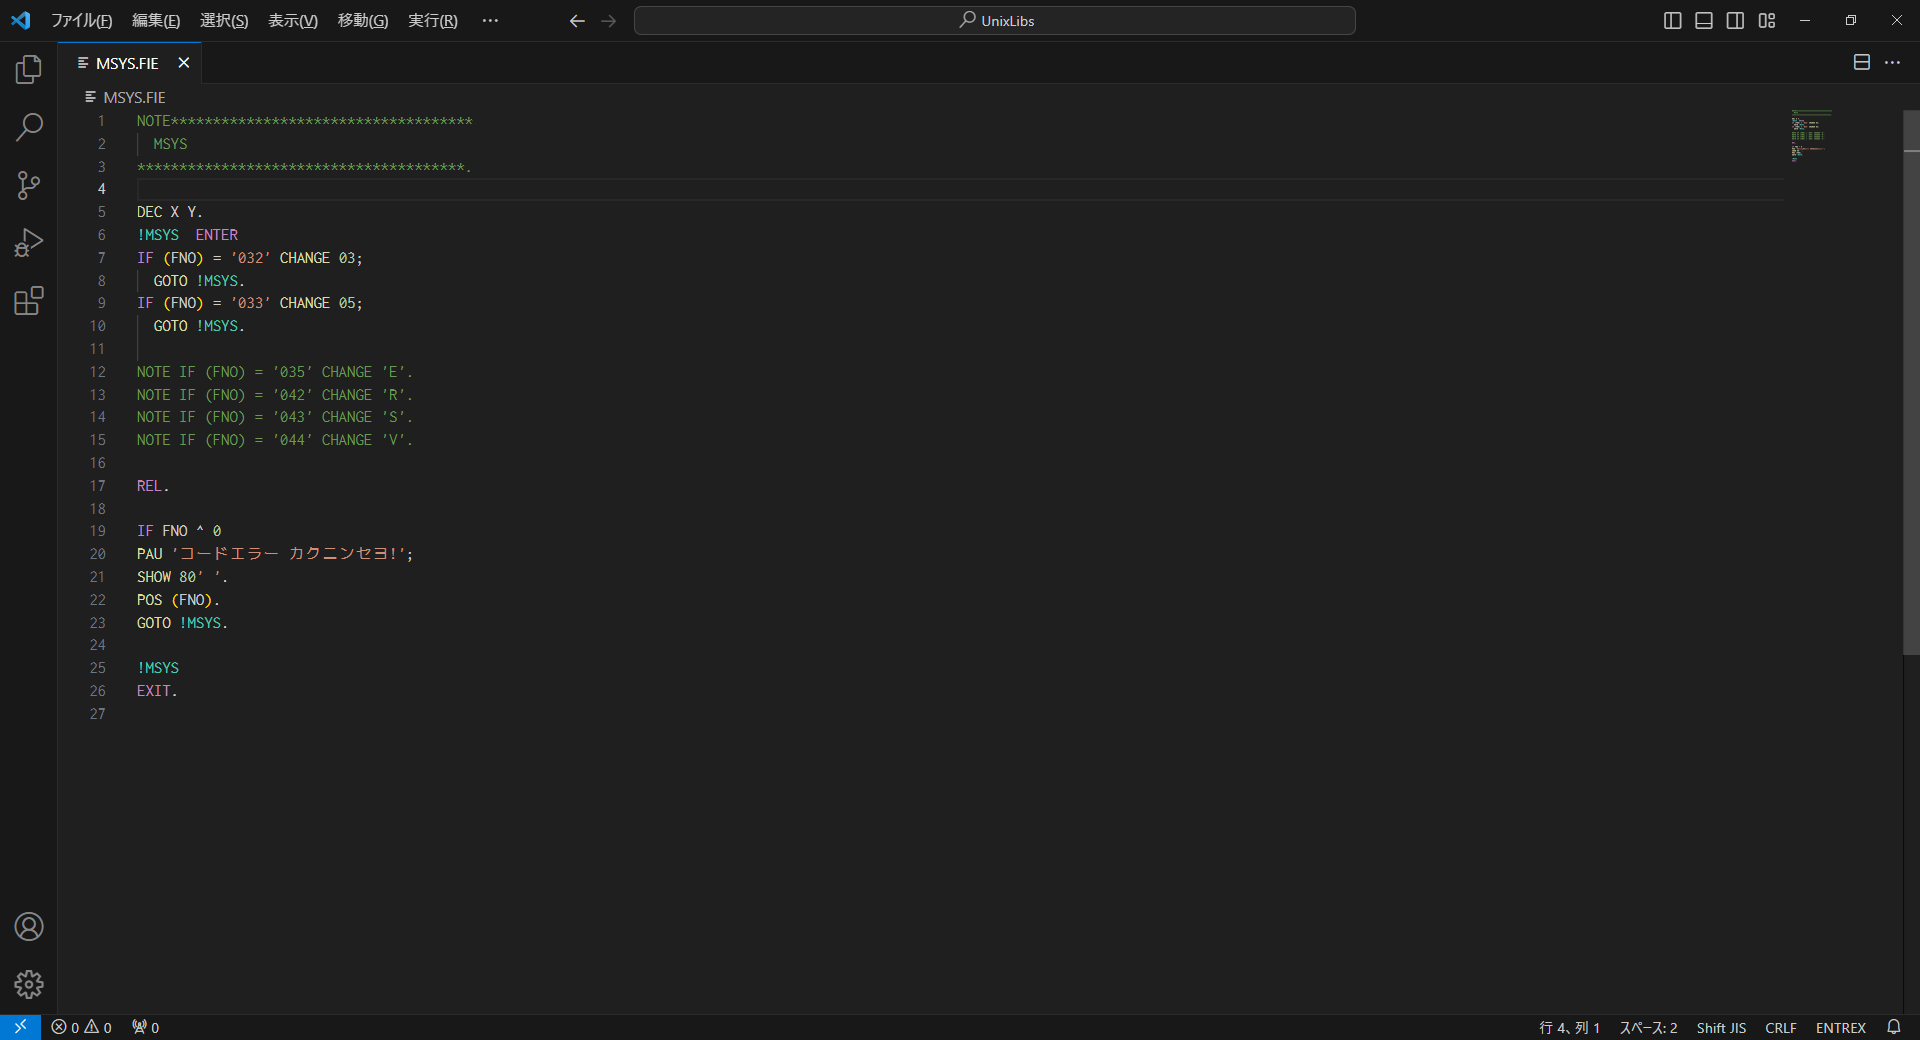 ファイル(F) 編集(E) 選択(S) 表示(V) 移動(G) 実行(R) ··· UnixLibs
MSYS.FIE
MSYS.FIE
1 NOTE************************************
2 MSYS
3 ***************************************.
4
5 DEC X Y.
6 !MSYS ENTER
7 IF (FNO) = '032' CHANGE 03;
8 GOTO !MSYS.
9 IF (FNO) = '033' CHANGE 05;
10 GOTO !MSYS.
11
12 NOTE IF (FNO) = '035' CHANGE 'E'.
13 NOTE IF (FNO) = '042' CHANGE 'R'.
14 NOTE IF (FNO) = '043' CHANGE 'S'.
15 NOTE IF (FNO) = '044' CHANGE 'V'.
16
17 REL.
18
19 IF FNO ^ 0
20 PAU 'コードエラー カクニンセヨ!';
21 SHOW 80' '.
22 POS (FNO).
23 GOTO !MSYS.
24
25 !MSYS
26 EXIT.
27
0 0 0 行 4、列 1 スペース: 2 Shift JIS CRLF ENTREX